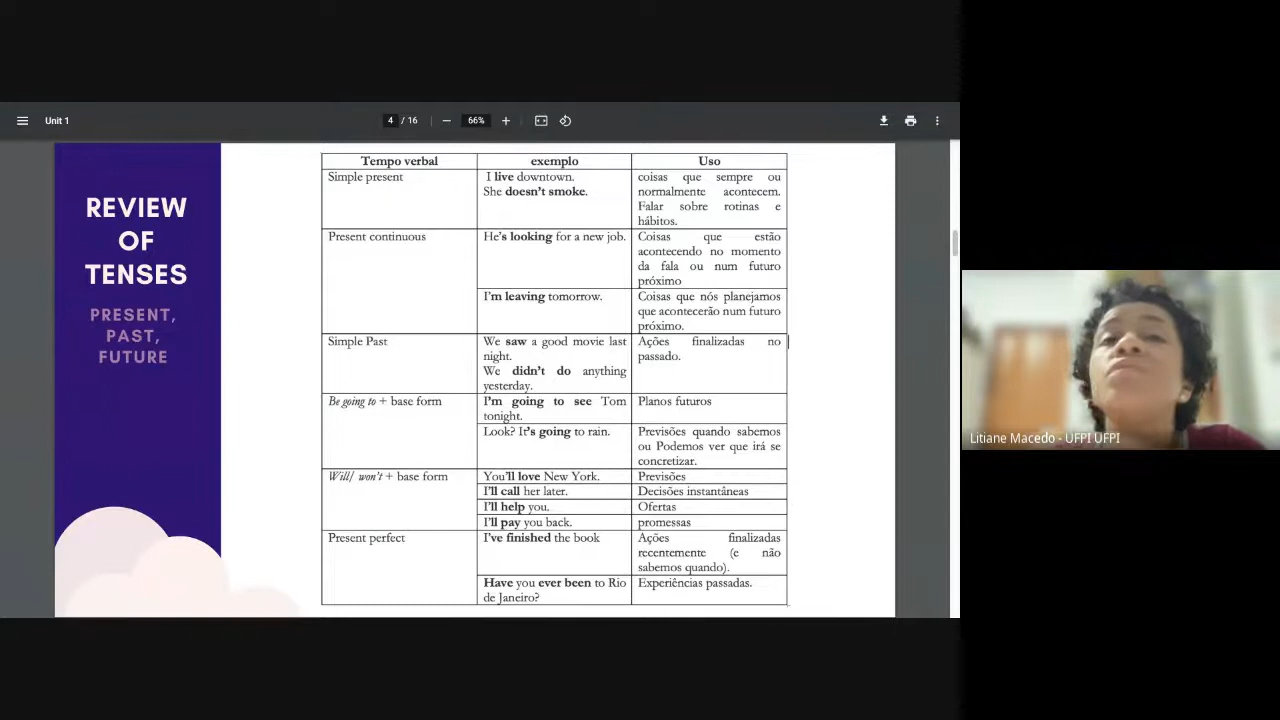 Unit 1
4 / 16
66%
REVIEW
OF
TENSES
PRESENT,
PAST,
FUTURE
Tempo verbal exemplo Uso
Simple present
I live downtown.
She doesn't smoke.
coisas que sempre ou
normalmente acontecem.
Falar sobre rotinas e
hábitos.
Present continuous
He's looking for a new job.
Coisas que estão
acontecendo no momento
da fala ou num futuro
próximo
I'm leaving tomorrow.
Coisas que nós planejamos
que acontecerão num futuro
próximo.
Simple Past
We saw a good movie last
night.
We didn't do anything
yesterday.
Ações finalizadas no
passado.
Be going to + base form
I'm going to see Tom
tonight.
Planos futuros
Look? It's going to rain.
Previsões quando sabemos
ou Podemos ver que irá se
concretizar.
Will/ won't + base form
You'll love New York.
Previsões
I'll call her later.
Decisões instantâneas
I'll help you.
Ofertas
I'll pay you back.
promessas
Present perfect
I've finished the book
Ações finalizadas
recentemente (e não
sabemos quando).
Have you ever been to Rio
de Janeiro?
Experiências passadas.
Litiane Macedo - UFPI UFPI